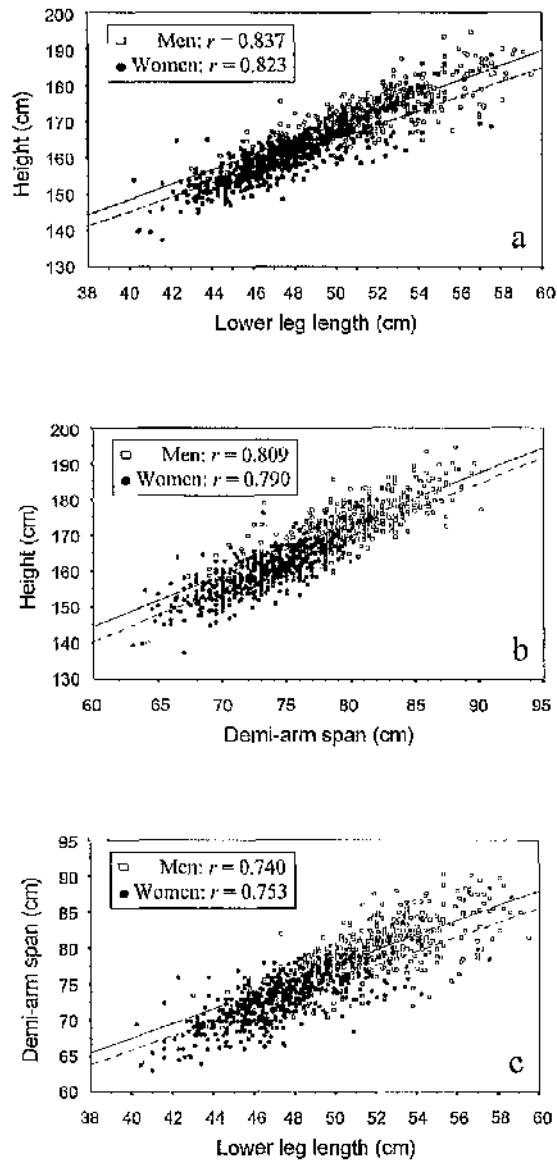 200
190
180
170
160
150
140
130
Height (cm)
Men: r = 0.837
Women: r = 0.823
a
38 40 42 44 46 48 50 52 54 56 58 60
Lower leg length (cm)
200
190
180
170
160
150
140
130
Height (cm)
Men: r = 0.809
Women: r = 0.790
b
60 65 70 75 80 85 90 95
Demi-arm span (cm)
95
90
85
80
75
70
65
60
Demi-arm span (cm)
Men: r = 0.740
Women: r = 0.753
c
38 40 42 44 46 48 50 52 54 56 58 60
Lower leg length (cm)